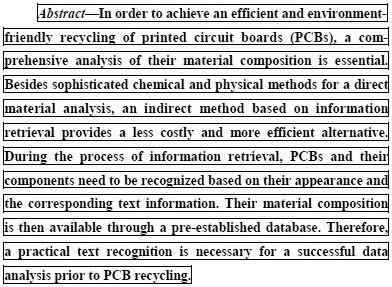 Abstract—In order to achieve an efficient and environment-
friendly recycling of printed circuit boards (PCBs), a com-
prehensive analysis of their material composition is essential.
Besides sophisticated chemical and physical methods for a direct
material analysis, an indirect method based on information
retrieval provides a less costly and more efficient alternative.
During the process of information retrieval, PCBs and their
components need to be recognized based on their appearance and
the corresponding text information. Their material composition
is then available through a pre-established database. Therefore,
a practical text recognition is necessary for a successful data
analysis prior to PCB recycling.